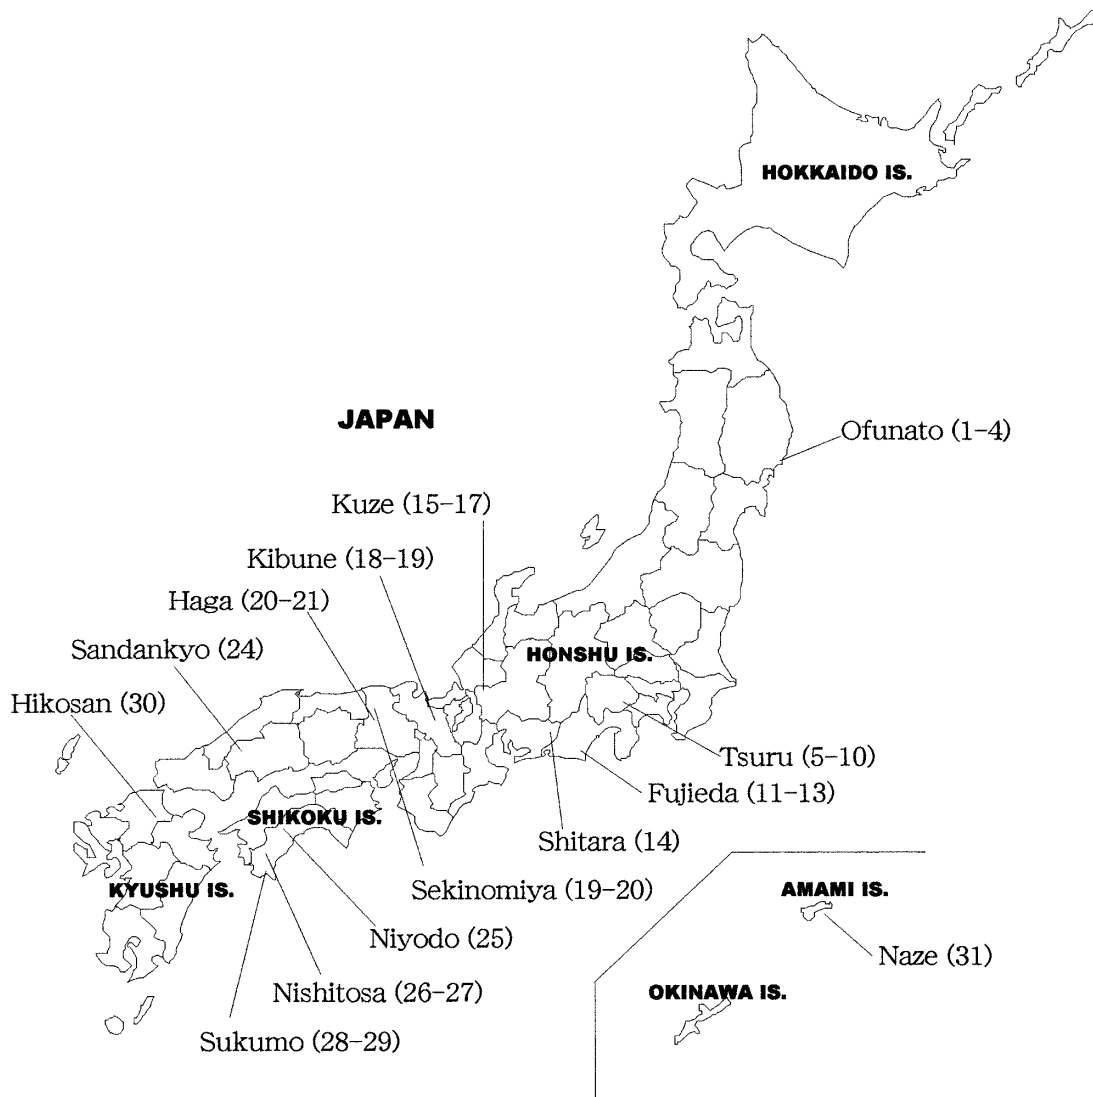 HOKKAIDO IS.
JAPAN
Ofunato (1-4)
Kuze (15-17)
Kibune (18-19)
Haga (20-21)
Sandankyo (24)
HONSHU IS.
Hikosan (30)
Tsuru (5-10)
Fujieda (11-13)
SHIKOKU IS.
Shitara (14)
KYUSHU IS.
Sekinomiya (19-20)
AMAMI IS.
Niyodo (25)
Naze (31)
Nishitosa (26-27)
OKINAWA IS.
Sukumo (28-29)